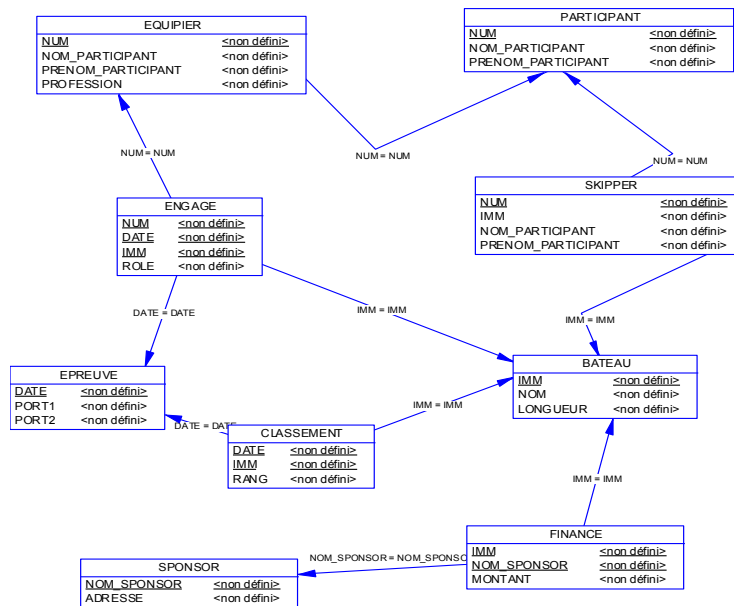 EQUIPIER
NUM <non défini>
NOM_PARTICIPANT <non défini>
PRENOM_PARTICIPANT <non défini>
PROFESSION <non défini>
PARTICIPANT
NUM <non défini>
NOM_PARTICIPANT <non défini>
PRENOM_PARTICIPANT <non défini>
NUM = NUM
NUM = NUM
NUM = NUM
SKIPPER
NUM <non défini>
IMM <non défini>
NOM_PARTICIPANT <non défini>
PRENOM_PARTICIPANT <non défini>
ENGAGE
NUM <non défini>
DATE <non défini>
IMM <non défini>
ROLE <non défini>
DATE = DATE
IMM = IMM
IMM = IMM
EPREUVE
DATE <non défini>
PORT1 <non défini>
PORT2 <non défini>
BATEAU
IMM <non défini>
NOM <non défini>
LONGUEUR <non défini>
DATE = DATE
IMM = IMM
CLASSEMENT
DATE <non défini>
IMM <non défini>
RANG <non défini>
IMM = IMM
FINANCE
IMM <non défini>
NOM_SPONSOR <non défini>
MONTANT <non défini>
NOM_SPONSOR = NOM_SPONSO
SPONSOR
NOM_SPONSOR <non défini>
ADRESSE <non défini>